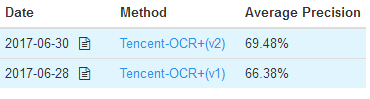 Date Method Average Precision
2017-06-30 Tencent-OCR+(v2) 69.48%
2017-06-28 Tencent-OCR+(v1) 66.38%